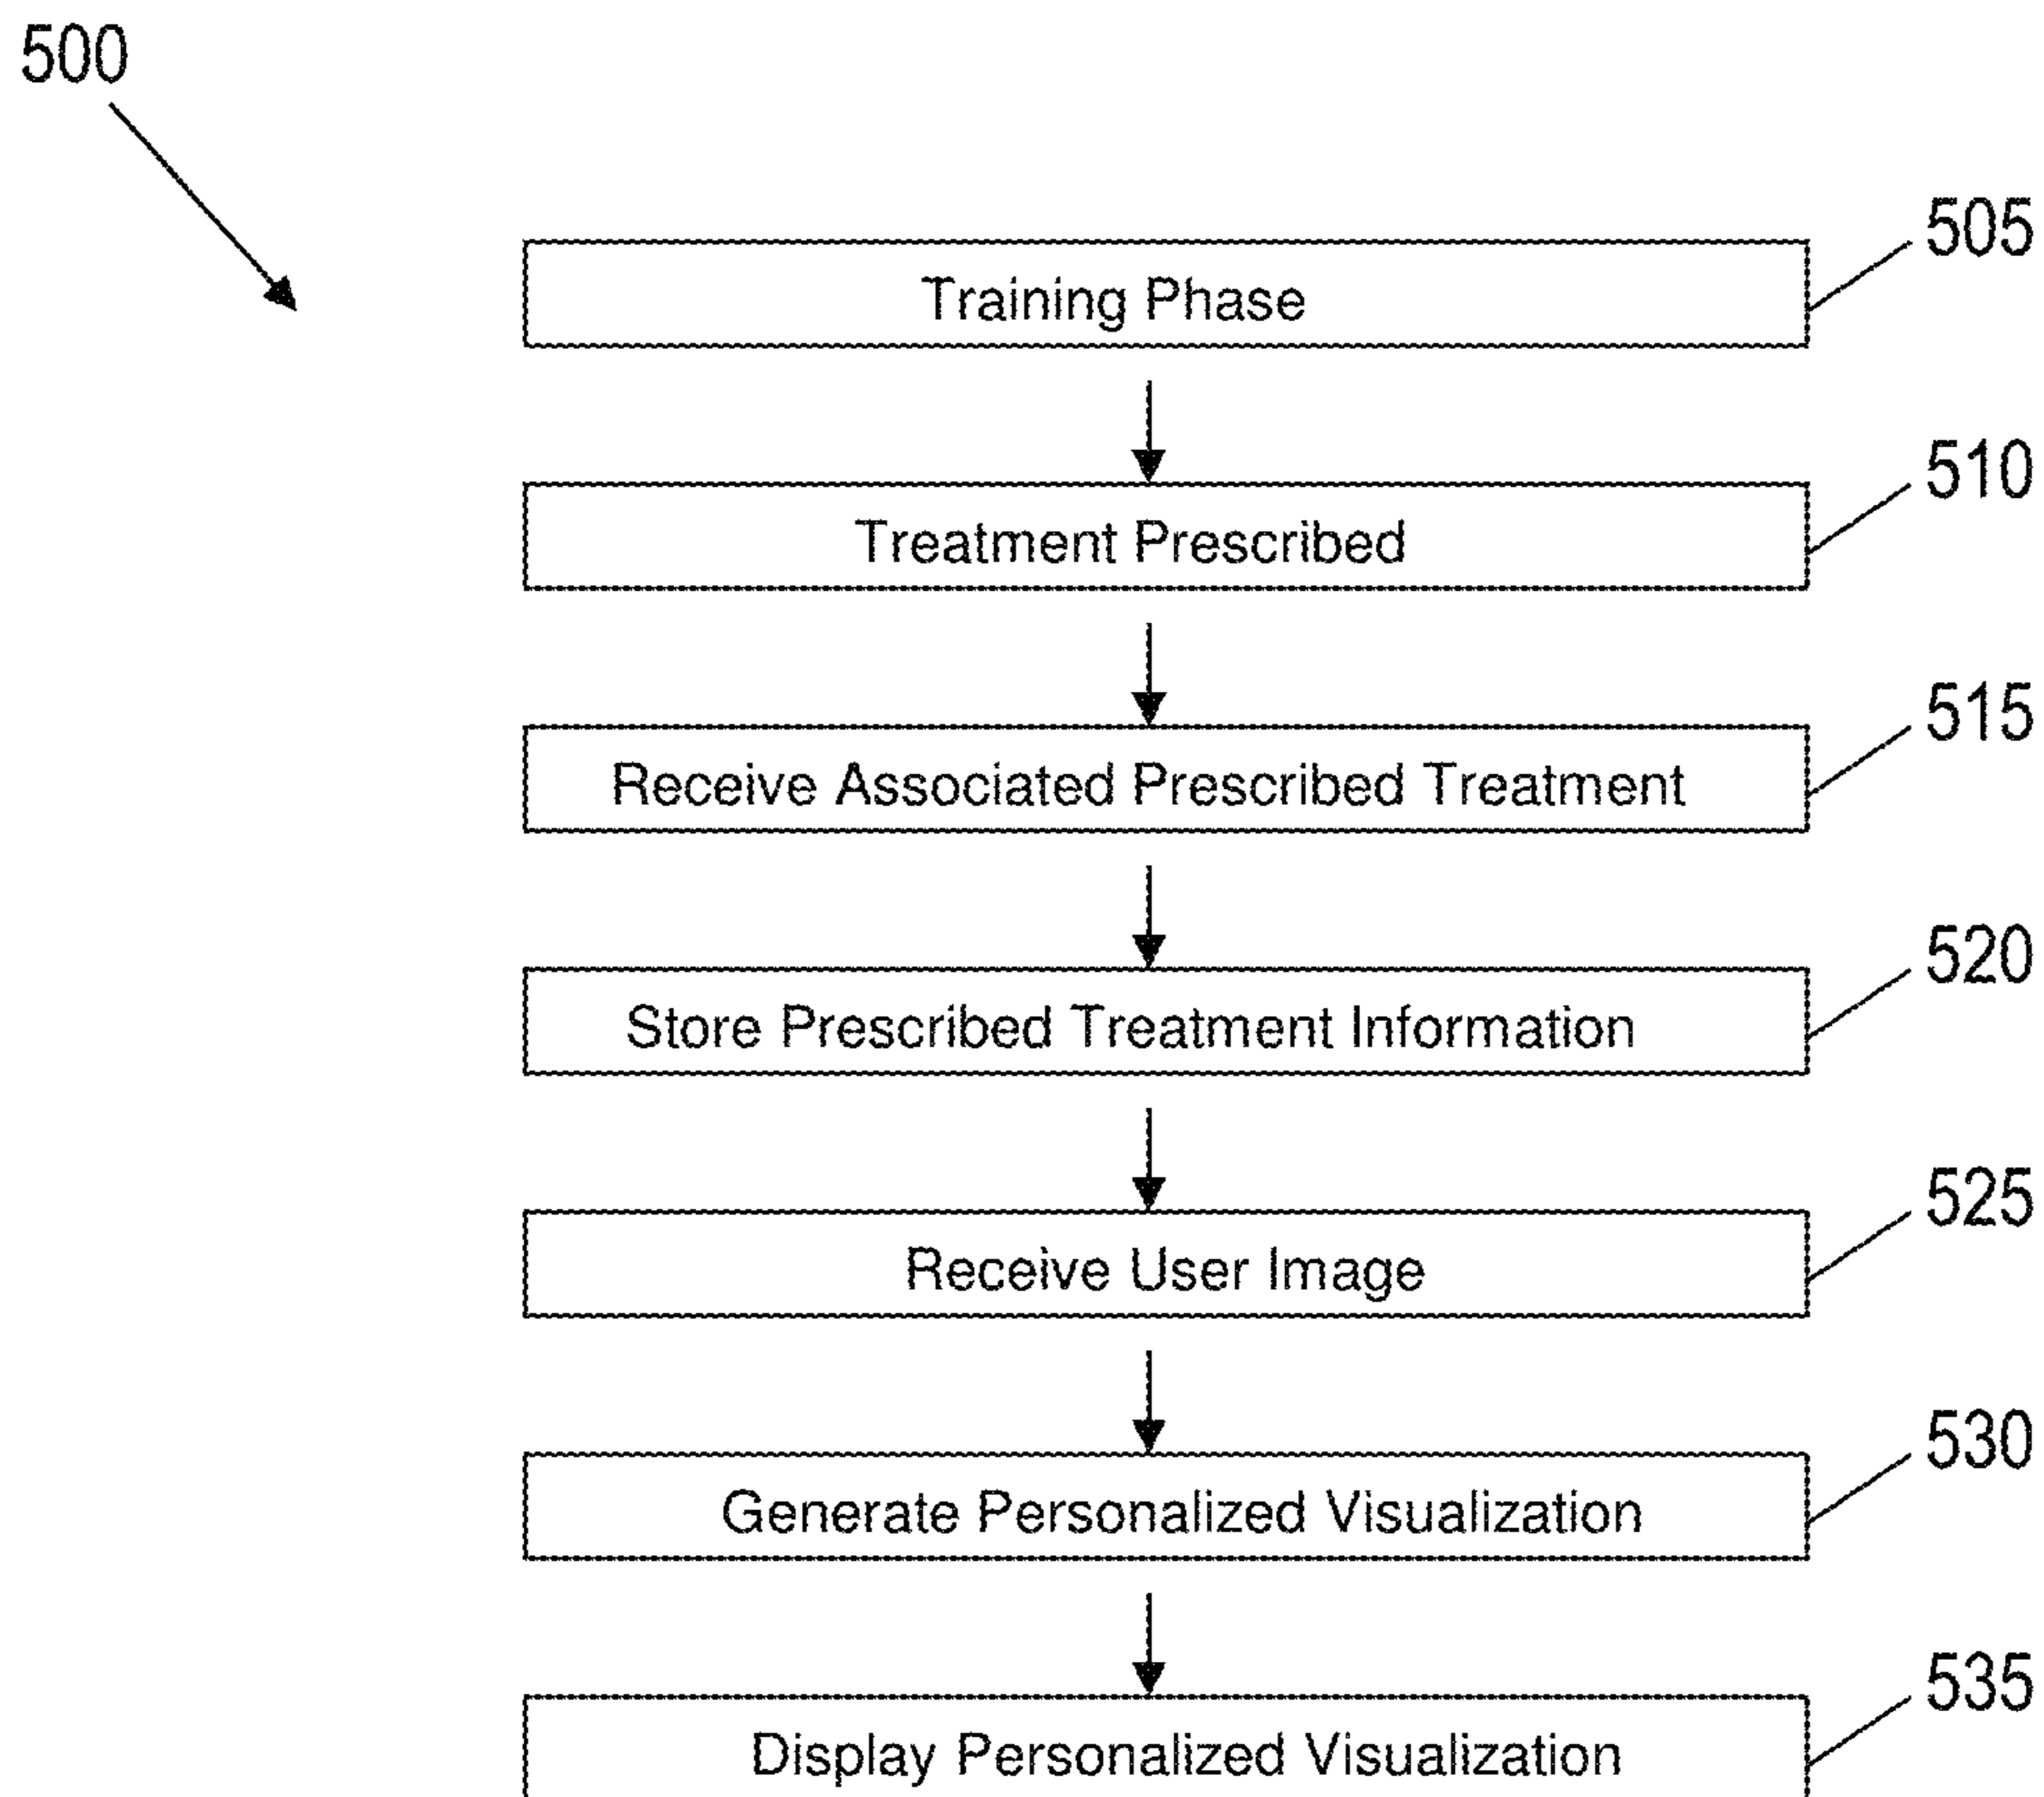 500
505
Training Phase
510
Treatment Prescribed
515
Receive Associated Prescribed Treatment
520
Store Prescribed Treatment Information
525
Receive User Image
530
Generate Personalized Visualization
535
Display Personalized Visualization